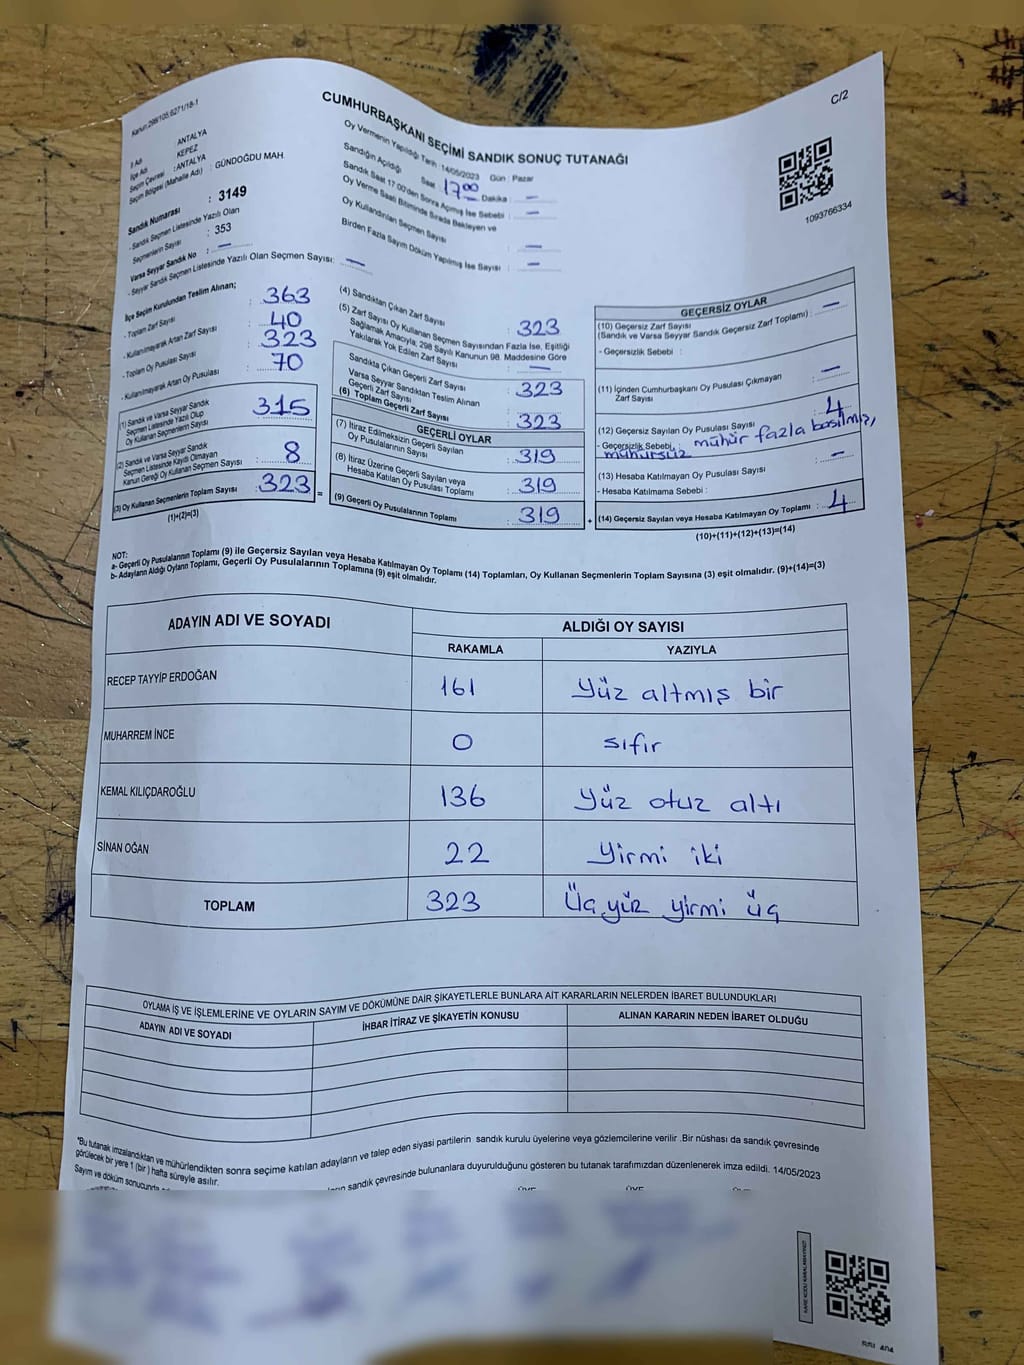 Kanun:298/105;6271/18-1
C/2
CUMHURBAŞKANI SEÇİMİ SANDIK SONUÇ TUTANAĞI
İl Adı : ANTALYA
İlçe Adı : KEPEZ
Seçim Çevresi : ANTALYA
Seçim Bölgesi (Mahalle Adı) : GÜNDOĞDU MAH
Sandık Numarası : 3149
- Sandık Seçmen Listesinde Yazılı Olan
Seçmenlerin Sayısı : 353
Varsa Seyyar Sandık No : —
- Seyyar Sandık Seçmen Listesinde Yazılı Olan Seçmen Sayısı: —
Oy Vermenin Yapıldığı Tarih : 14/05/2023 Gün : Pazar
Sandığın Açıldığı Saat : 17 00 Dakika : —
Sandık Saat 17 00'den Sonra Açılmış İse Sebebi : —
Oy Verme Saati Bitiminde Sırada Bekleyen ve
Oy Kullandırılan Seçmen Sayısı : —
Birden Fazla Sayım Döküm Yapılmış İse Sayısı : —
1093766334
İlçe Seçim Kurulundan Teslim Alınan;
- Toplam Zarf Sayısı : 363
- Kullanılmayarak Artan Zarf Sayısı : 40
- Toplam Oy Pusulası Sayısı : 323
- Kullanılmayarak Artan Oy Pusulası : 70
(1) Sandık ve Varsa Seyyar Sandık
Seçmen Listesinde Yazılı Olup
Oy Kullanan Seçmenlerin Sayısı : 315
(2) Sandık ve Varsa Seyyar Sandık
Seçmen Listesinde Kayıtlı Olmayan
Kanun Gereği Oy Kullanan Seçmen Sayısı : 8
(3) Oy Kullanan Seçmenlerin Toplam Sayısı : 323 =
(1)+(2)=(3)
(4) Sandıktan Çıkan Zarf Sayısı : 323
(5) Zarf Sayısı Oy Kullanan Seçmen Sayısından Fazla İse, Eşitliği
Sağlamak Amacıyla; 298 Sayılı Kanunun 98. Maddesine Göre
Yakılarak Yok Edilen Zarf Sayısı : —
Sandıkta Çıkan Geçerli Zarf Sayısı : 323
Varsa Seyyar Sandıktan Teslim Alınan
Geçerli Zarf Sayısı
(6) Toplam Geçerli Zarf Sayısı : 323
GEÇERLİ OYLAR
(7) İtiraz Edilmeksizin Geçerli Sayılan
Oy Pusulalarının Sayısı : 319
(8) İtiraz Üzerine Geçerli Sayılan veya
Hesaba Katılan Oy Pusulası Toplamı : 319
(9) Geçerli Oy Pusulalarının Toplamı : 319 +
GEÇERSİZ OYLAR
(10) Geçersiz Zarf Sayısı
(Sandık ve Varsa Seyyar Sandık Geçersiz Zarf Toplamı) : —
- Geçersizlik Sebebi :
(11) İçinden Cumhurbaşkanı Oy Pusulası Çıkmayan
Zarf Sayısı : —
(12) Geçersiz Sayılan Oy Pusulası Sayısı : 4
- Geçersizlik Sebebi : mühür fazla basılmış,
mühürsüz
(13) Hesaba Katılmayan Oy Pusulası Sayısı : —
- Hesaba Katılmama Sebebi :
(14) Geçersiz Sayılan veya Hesaba Katılmayan Oy Toplamı : 4
(10)+(11)+(12)+(13)=(14)
NOT:
a- Geçerli Oy Pusulalarının Toplamı (9) ile Geçersiz Sayılan veya Hesaba Katılmayan Oy Toplamı (14) Toplamları, Oy Kullanan Seçmenlerin Toplam Sayısına (3) eşit olmalıdır. (9)+(14)=(3)
b- Adayların Aldığı Oyların Toplamı, Geçerli Oy Pusulalarının Toplamına (9) eşit olmalıdır.
ADAYIN ADI VE SOYADI ALDIĞI OY SAYISI
RAKAMLA YAZIYLA
RECEP TAYYİP ERDOĞAN 161 Yüz altmış bir
MUHARREM İNCE 0 sıfır
KEMAL KILIÇDAROĞLU 136 Yüz otuz altı
SİNAN OĞAN 22 Yirmi iki
TOPLAM 323 Üç yüz yirmi üç
OYLAMA İŞ VE İŞLEMLERİNE VE OYLARIN SAYIM VE DÖKÜMÜNE DAİR ŞİKAYETLERLE BUNLARA AİT KARARLARIN NELERDEN İBARET BULUNDUKLARI
ADAYIN ADI VE SOYADI İHBAR İTİRAZ VE ŞİKAYETİN KONUSU ALINAN KARARIN NEDEN İBARET OLDUĞU
"Bu tutanak imzalandıktan ve mühürlendikten sonra seçime katılan adayların ve talep eden siyasi partilerin sandık kurulu üyelerine veya gözlemcilerine verilir .Bir nüshası da sandık çevresinde
görülecek bir yere 1 (bir ) hafta süreyle asılır.
Sayım ve döküm sonucunda sandık çevresinde bulunanlara duyurulduğunu gösteren bu tutanak tarafımızdan düzenlenerek imza edildi. 14/05/2023